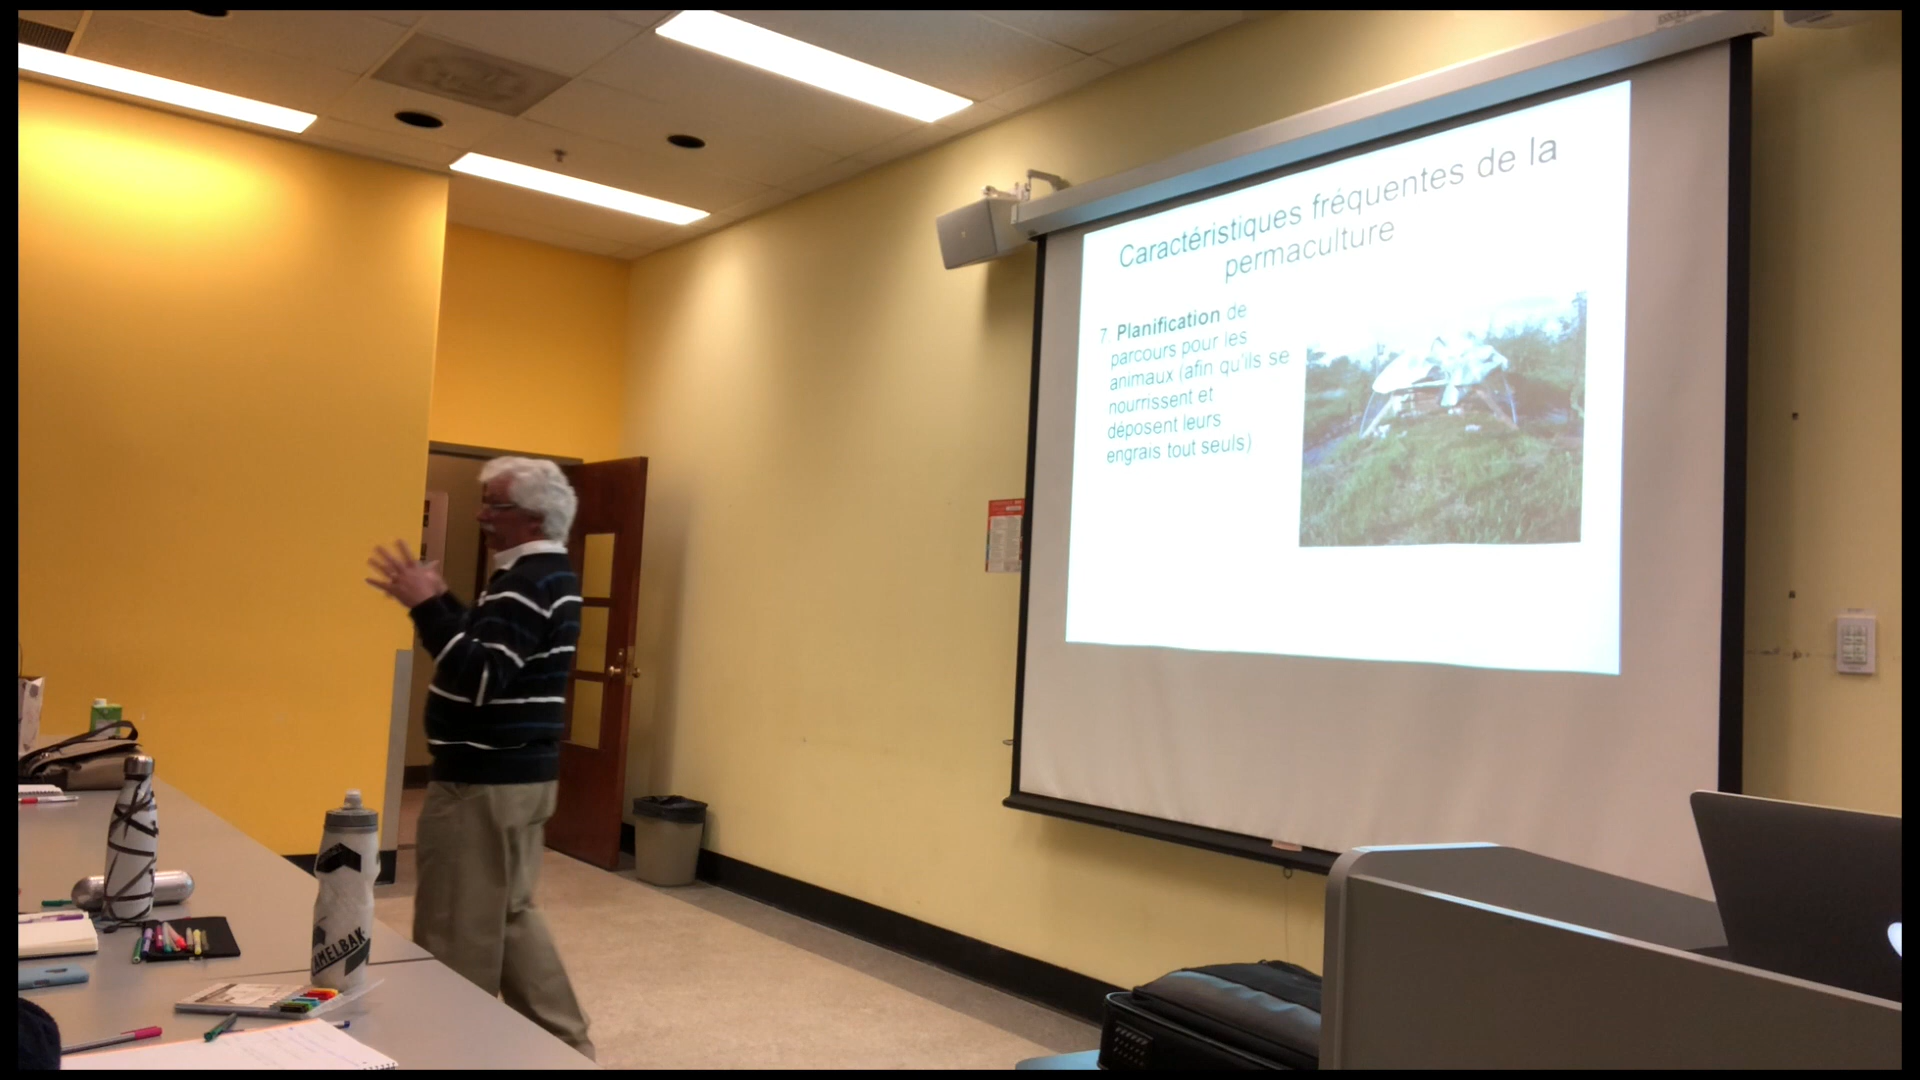 Caractéristiques fréquentes de la
permaculture
7. Planification de
parcours pour les
animaux (afin qu'ils se
nourrissent et
déposent leurs
engrais tout seuls)
AMELBAK